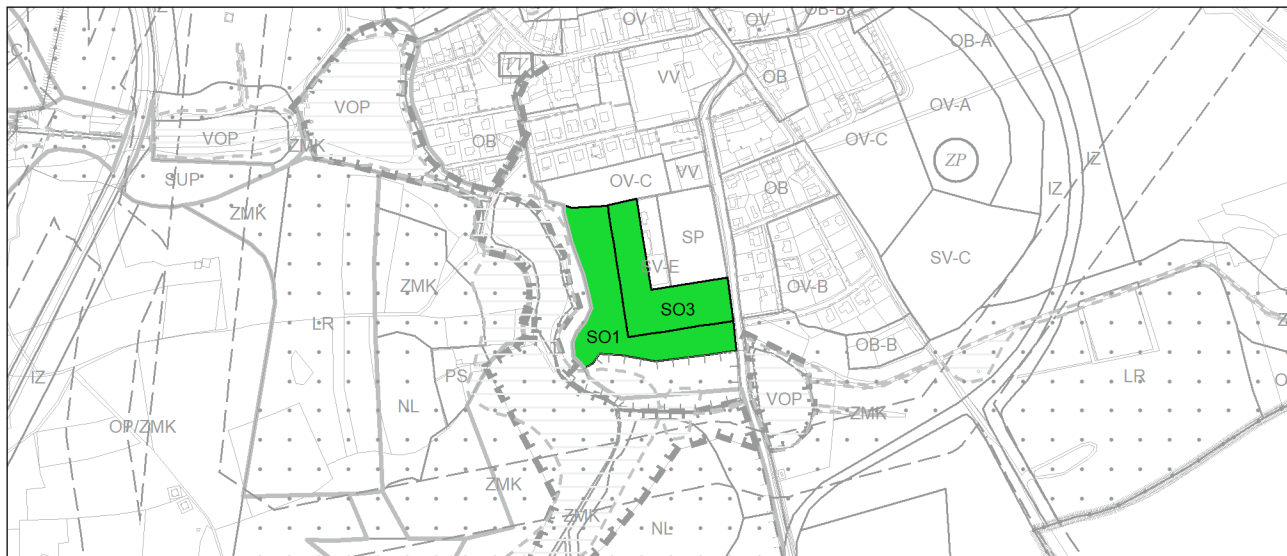 IZ
OV
OV
OB-B
OB-A
VV
VV
OB
VOP
OV-A
VOP
ZMK
OB
OV-C
ZP
IZ
SUP
OV-C
VV
OB
IZ
ZMK
SP
SV-E
SV-C
ZMK
OV-B
LR
SO3
SO1
OB-B
IZ
PS
LR
NL
VOP
ZMK
OP/ZMK
ZMK
ZMK
NL